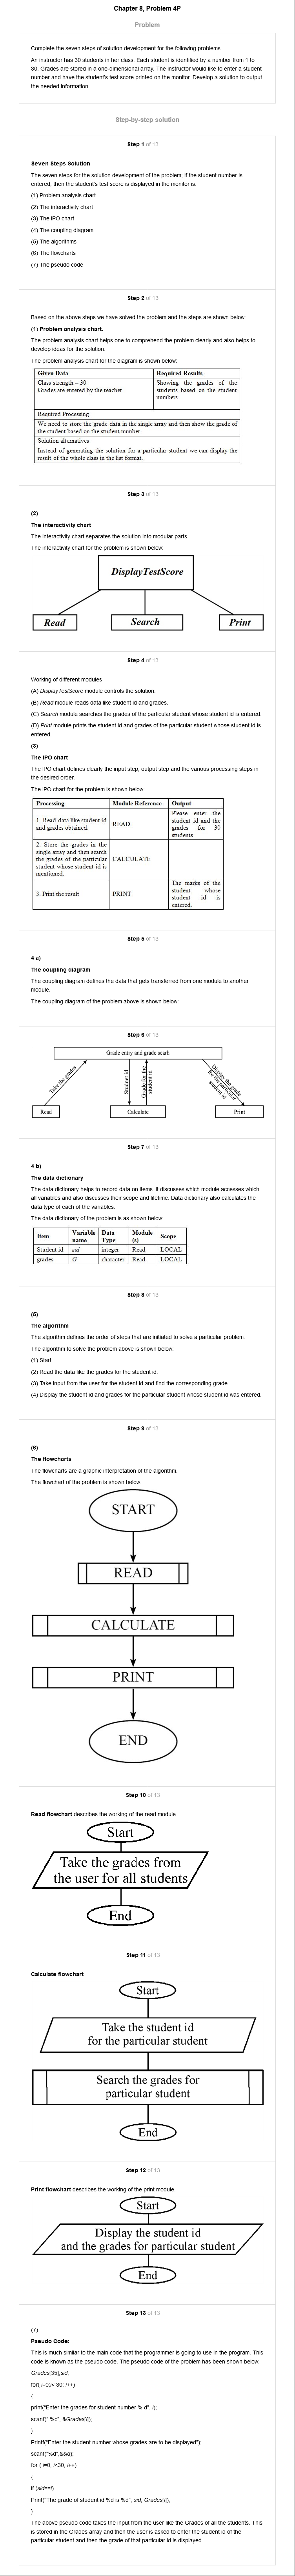 Chapter 8, Problem 4P
Problem
Complete the seven steps of solution development for the following problems.
An instructor has 30 students in her class. Each student is identified by a number from 1 to
30. Grades are stored in a one-dimensional array. The instructor would like to enter a student
number and have the student's test score printed on the monitor. Develop a solution to output
the needed information.
Step-by-step solution
Step 1 of 13
Seven Steps Solution
The seven steps for the solution development of the problem; if the student number is
entered, then the student's test score is displayed in the monitor is:
(1) Problem analysis chart
(2) The interactivity chart
(3) The IPO chart
(4) The coupling diagram
(5) The algorithms
(6) The flowcharts
(7) The pseudo code
Step 2 of 13
Based on the above steps we have solved the problem and the steps are shown below:
(1) Problem analysis chart.
The problem analysis chart helps one to comprehend the problem clearly and also helps to
develop ideas for the solution.
The problem analysis chart for the diagram is shown below:
Given Data
Required Results
Class strength = 30
Grades are entered by the teacher.
Showing the grades of the
students based on the student
numbers.
Required Processing
We need to store the grade data in the single array and then show the grade of
the student based on the student number.
Solution alternatives
Instead of generating the solution for a particular student we can display the
result of the whole class in the list format.
Step 3 of 13
(2)
The interactivity chart
The interactivity chart separates the solution into modular parts.
The interactivity chart for the problem is shown below:
DisplayTestScore
Read
Search
Print
Step 4 of 13
Working of different modules
(A) DisplayTestScore module controls the solution.
(B) Read module reads data like student id and grades.
(C) Search module searches the grades of the particular student whose student id is entered.
(D) Print module prints the student id and grades of the particular student whose student id is
entered.
(3)
The IPO chart
The IPO chart defines clearly the input step, output step and the various processing steps in
the desired order.
The IPO chart for the problem is shown below:
Processing
Module Reference
Output
1. Read data like student id
and grades obtained.
READ
Please enter the
student id and the
grades for 30
students.
2. Store the grades in the
single array and then search
the grades of the particular
student whose student id is
mentioned.
CALCULATE
3. Print the result
PRINT
The marks of the
student whose
student id is
entered.
Step 5 of 13
4 a)
The coupling diagram
The coupling diagram defines the data that gets transferred from one module to another
module.
The coupling diagram of the problem above is shown below:
Step 6 of 13
Grade entry and grade searh
Take the grades
Student id
Grade for the
student id
Display the grade
for the particular
student id
Read
Calculate
Print
Step 7 of 13
4 b)
The data dictionary
The data dictionary helps to record data on items. It discusses which module accesses which
all variables and also discusses their scope and lifetime. Data dictionary also calculates the
data type of each of the variables.
The data dictionary of the problem is as shown below:
Item
Variable
name
Data
Type
Module
(s)
Scope
Student id
sid
integer
Read
LOCAL
grades
G
character
Read
LOCAL
Step 8 of 13
(5)
The algorithm
The algorithm defines the order of steps that are initiated to solve a particular problem.
The algorithm to solve the problem above is shown below:
(1) Start.
(2) Read the data like the grades for the student id.
(3) Take input from the user for the student id and find the corresponding grade.
(4) Display the student id and grades for the particular student whose student id was entered.
Step 9 of 13
(6)
The flowcharts
The flowcharts are a graphic interpretation of the algorithm.
The flowchart of the problem is shown below:
START
READ
CALCULATE
PRINT
END
Step 10 of 13
Read flowchart describes the working of the read module.
Start
Take the grades from
the user for all students
End
Step 11 of 13
Calculate flowchart
Start
Take the student id
for the particular student
Search the grades for
particular student
End
Step 12 of 13
Print flowchart describes the working of the print module.
Start
Display the student id
and the grades for particular student
End
Step 13 of 13
(7)
Pseudo Code:
This is much similar to the main code that the programmer is going to use in the program. This
code is known as the pseudo code. The pseudo code of the problem has been shown below:
Grades[35],sid;
for( i=0;i< 30; i++)
{
print("Enter the grades for student number % d", i);
scanf(" %c", &Grades[i]);
}
Printf("Enter the student number whose grades are to be displayed");
scanf("%d",&sid);
for ( i=0; i<30; i++)
{
if (sid==i)
Print("The grade of student id %d is %d", sid, Grades[i]);
}
The above pseudo code takes the input from the user like the Grades of all the students. This
is stored in the Grades array and then the user is asked to enter the student id of the
particular student and then the grade of that particular id is displayed.